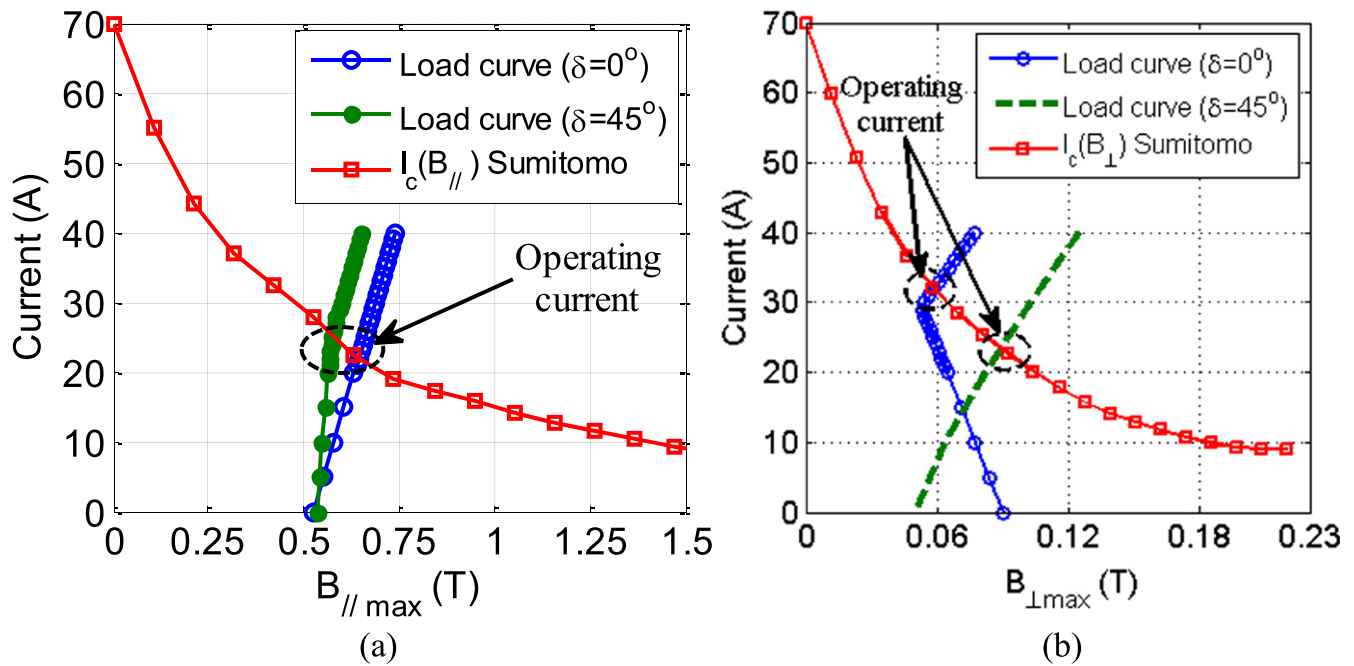 70
60
50
40
30
20
10
0
Current (A)
0 0.25 0.5 0.75 1 1.25 1.5
B// max (T)
Load curve (δ=0°)
Load curve (δ=45°)
Ic(B//) Sumitomo
Operating
current
(a)
70
60
50
40
30
20
10
0
Current (A)
0 0.06 0.12 0.18 0.23
B⊥max (T)
Load curve (δ=0°)
Load curve (δ=45°)
Ic(B⊥) Sumitomo
Operating
current
(b)